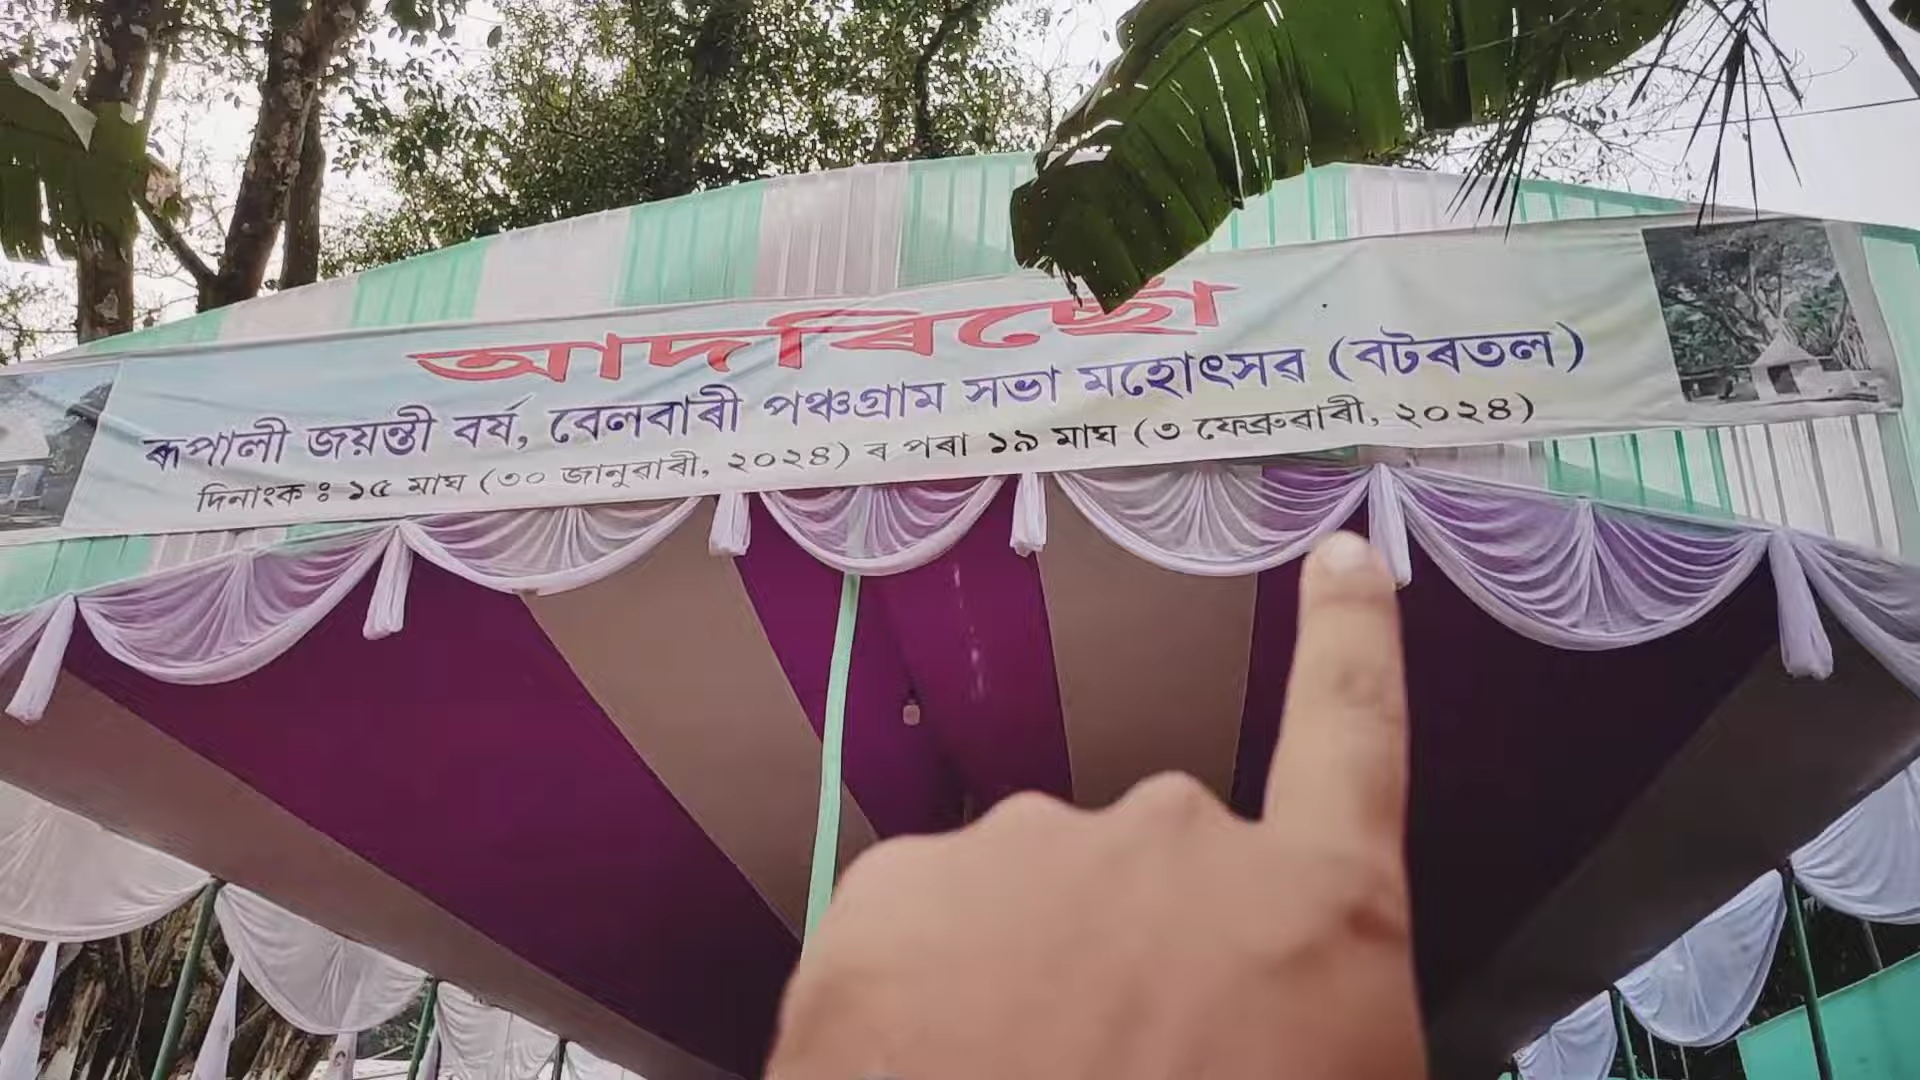 আদৰিছোঁ
ৰূপালী জয়ন্তী বৰ্ষ, বেলবাৰী পঞ্চগ্ৰাম সভা মহোৎসৱ (বটৰতল)
দিনাংক ঃ ১৫ মাঘ (৩০ জানুৱাৰী, ২০২৪) ৰ পৰা ১৯ মাঘ (৩ ফেব্ৰুৱাৰী, ২০২৪)